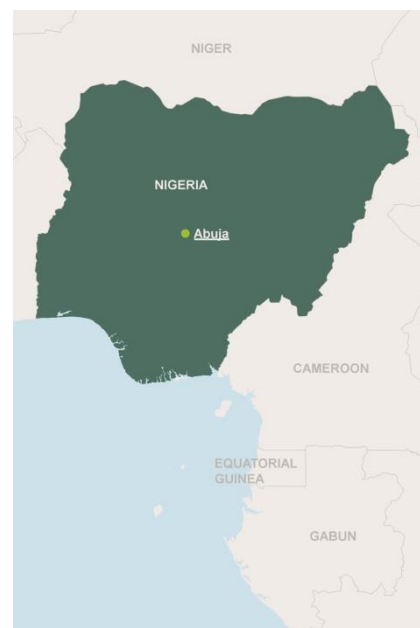 NIGER
NIGERIA
Abuja
CAMEROON
EQUATORIAL
GUINEA
GABUN